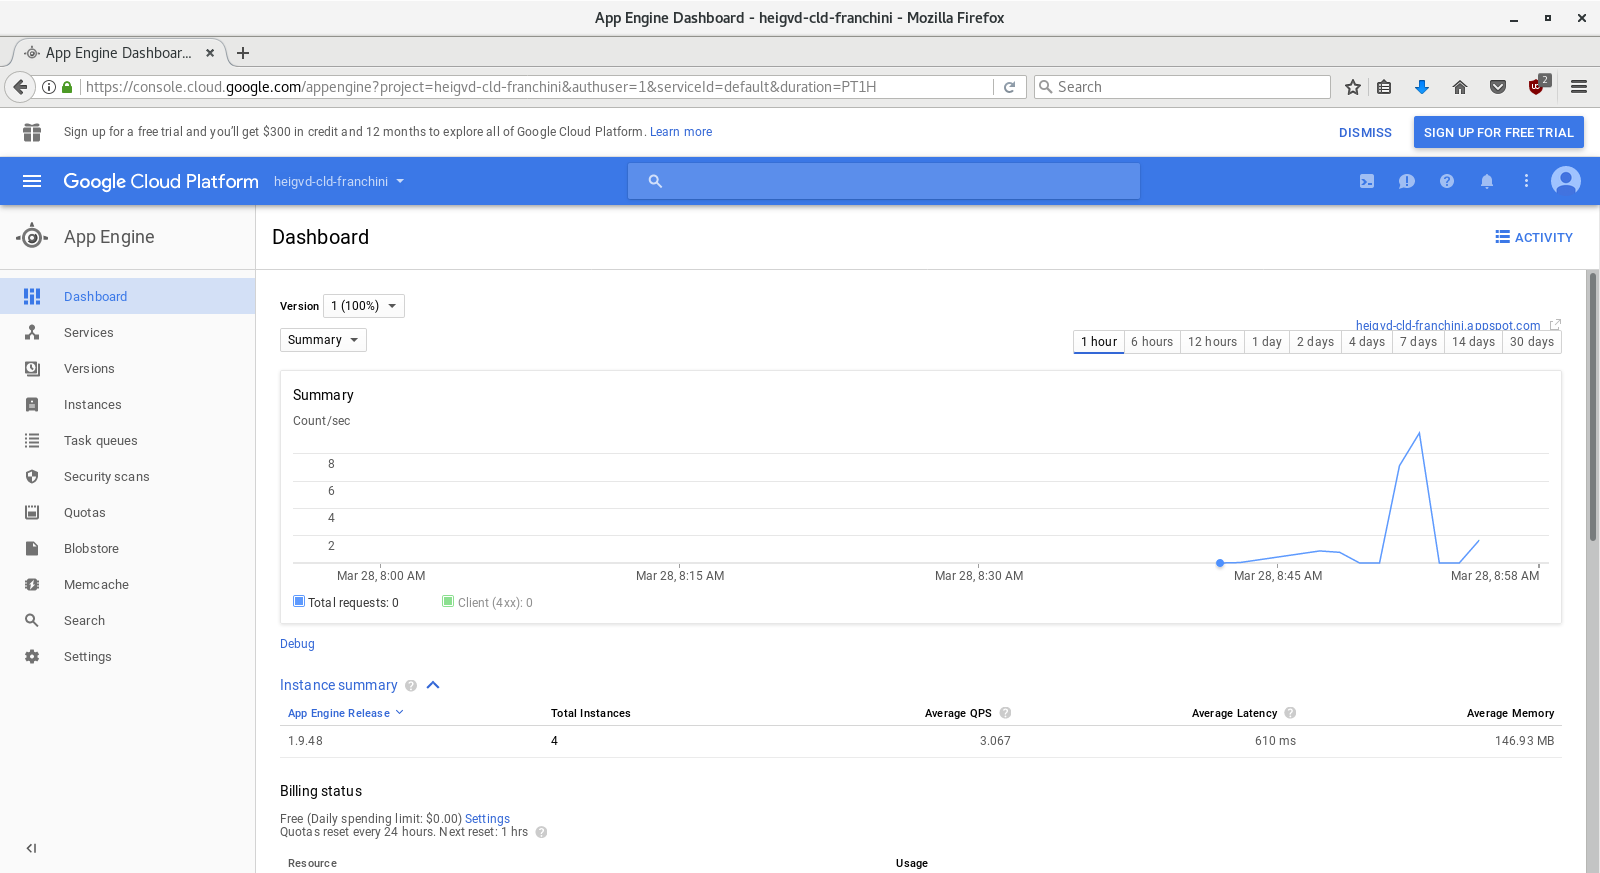 App Engine Dashboard - heigvd-cld-franchini - Mozilla Firefox
App Engine Dashboar...
https://console.cloud.google.com/appengine?project=heigvd-cld-franchini&authuser=1&serviceId=default&duration=PT1H
Search
2
Sign up for a free trial and you'll get $300 in credit and 12 months to explore all of Google Cloud Platform. Learn more
DISMISS
SIGN UP FOR FREE TRIAL
Google Cloud Platform
heigvd-cld-franchini
App Engine
Dashboard
ACTIVITY
Dashboard
Services
Versions
Instances
Task queues
Security scans
Quotas
Blobstore
Memcache
Search
Settings
Version 1 (100%)
heigvd-cld-franchini.appspot.com
Summary
1 hour 6 hours 12 hours 1 day 2 days 4 days 7 days 14 days 30 days
Summary
Count/sec
8
6
4
2
Mar 28, 8:00 AM Mar 28, 8:15 AM Mar 28, 8:30 AM Mar 28, 8:45 AM Mar 28, 8:58 AM
Total requests: 0 Client (4xx): 0
Debug
Instance summary
App Engine Release Total Instances Average QPS Average Latency Average Memory
1.9.48 4 3.067 610 ms 146.93 MB
Billing status
Free (Daily spending limit: $0.00) Settings
Quotas reset every 24 hours. Next reset: 1 hrs
Resource Usage